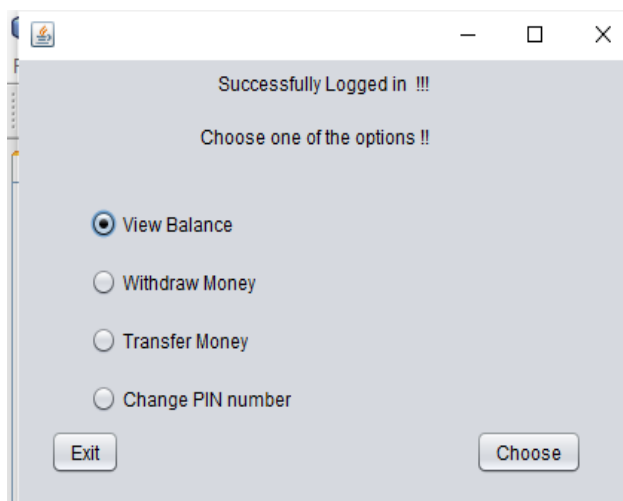 Successfully Logged in !!!
Choose one of the options !!
View Balance
Withdraw Money
Transfer Money
Change PIN number
Exit
Choose